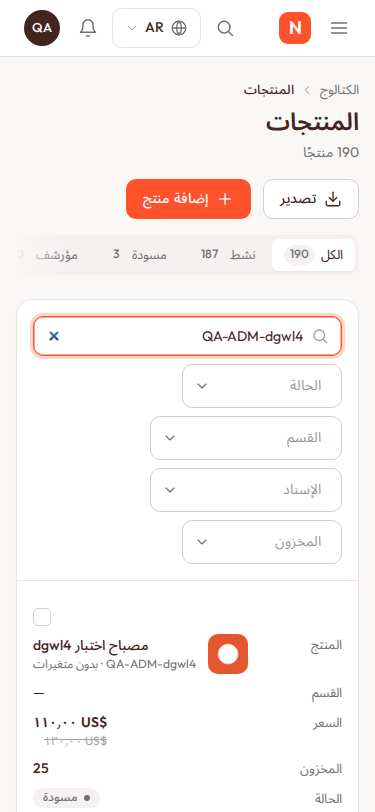 N
AR
QA
الكتالوج
المنتجات
المنتجات
190 منتجًا
تصدير
إضافة منتج
الكل 190
نشط 187
مسودة 3
مؤرشف 0
QA-ADM-dgwl4
الحالة
القسم
الإسناد
المخزون
المنتج
مصباح اختبار dgwl4
QA-ADM-dgwl4 · بدون متغيرات
القسم
—
السعر
١١٠٫٠٠ US$
١٣٠٫٠٠ US$
المخزون
25
الحالة
مسودة